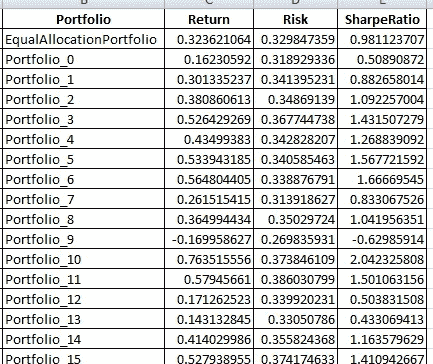 Portfolio Return Risk SharpeRatio
EqualAllocationPortfolio 0.323621064 0.329847359 0.981123707
Portfolio_0 0.16230592 0.318929336 0.50890872
Portfolio_1 0.301335237 0.341395231 0.882658014
Portfolio_2 0.380860613 0.34869139 1.092257004
Portfolio_3 0.526429269 0.367744738 1.431507279
Portfolio_4 0.43499383 0.342828207 1.268839092
Portfolio_5 0.533943185 0.340585463 1.567721592
Portfolio_6 0.564804405 0.338876791 1.66669545
Portfolio_7 0.261515415 0.313918627 0.833067526
Portfolio_8 0.364994434 0.35029724 1.041956351
Portfolio_9 -0.169958627 0.269835931 -0.62985914
Portfolio_10 0.763515556 0.373846109 2.042325808
Portfolio_11 0.57945661 0.386030799 1.501063156
Portfolio_12 0.171262523 0.339920231 0.503831508
Portfolio_13 0.143132845 0.33050786 0.433069413
Portfolio_14 0.414029986 0.355824368 1.163579629
Portfolio_15 0.527938955 0.374174633 1.410942667